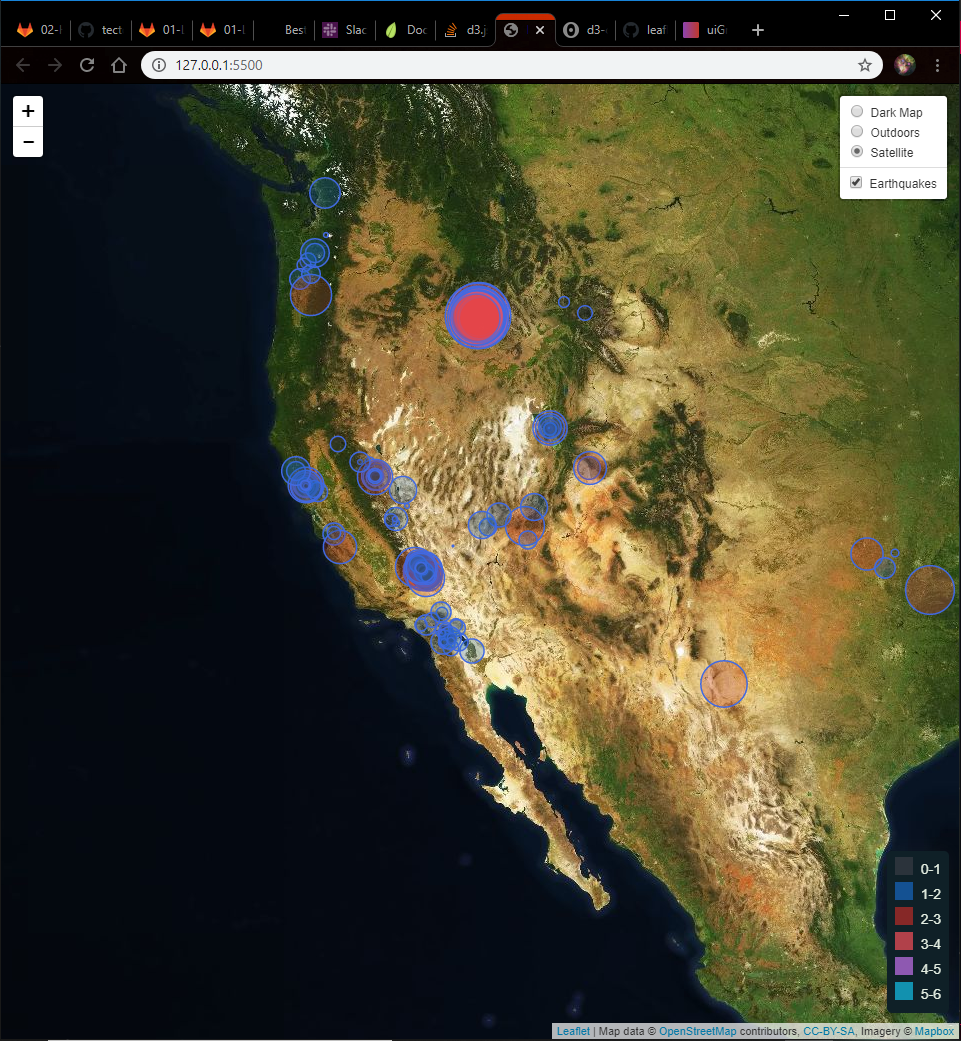 02-I
tect
01-I
01-L
Best
Slac
Doc
d3.j
d3-
leaf
uiG
127.0.0.1:5500
+
−
Dark Map
Outdoors
Satellite
Earthquakes
0-1
1-2
2-3
3-4
4-5
5-6
Leaflet | Map data © OpenStreetMap contributors, CC-BY-SA, Imagery © Mapbox